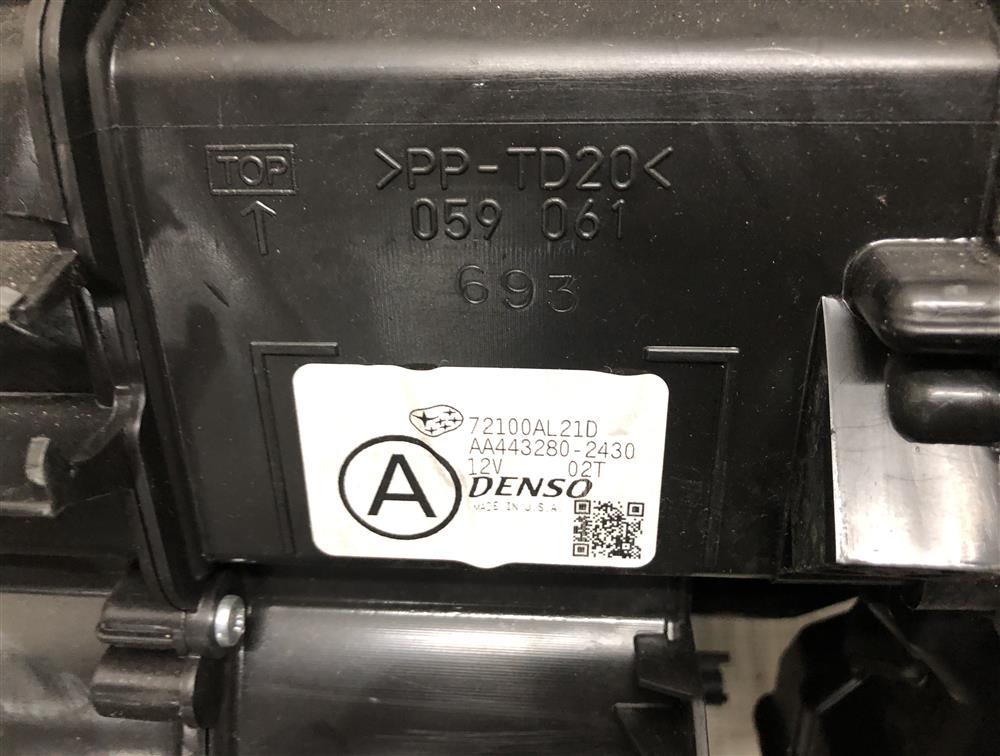 TOP
>PP-TD20<
059 061
693
72100AL21D
AA443280-2430
12V 02T
A
DENSO
MADE IN U.S.A.